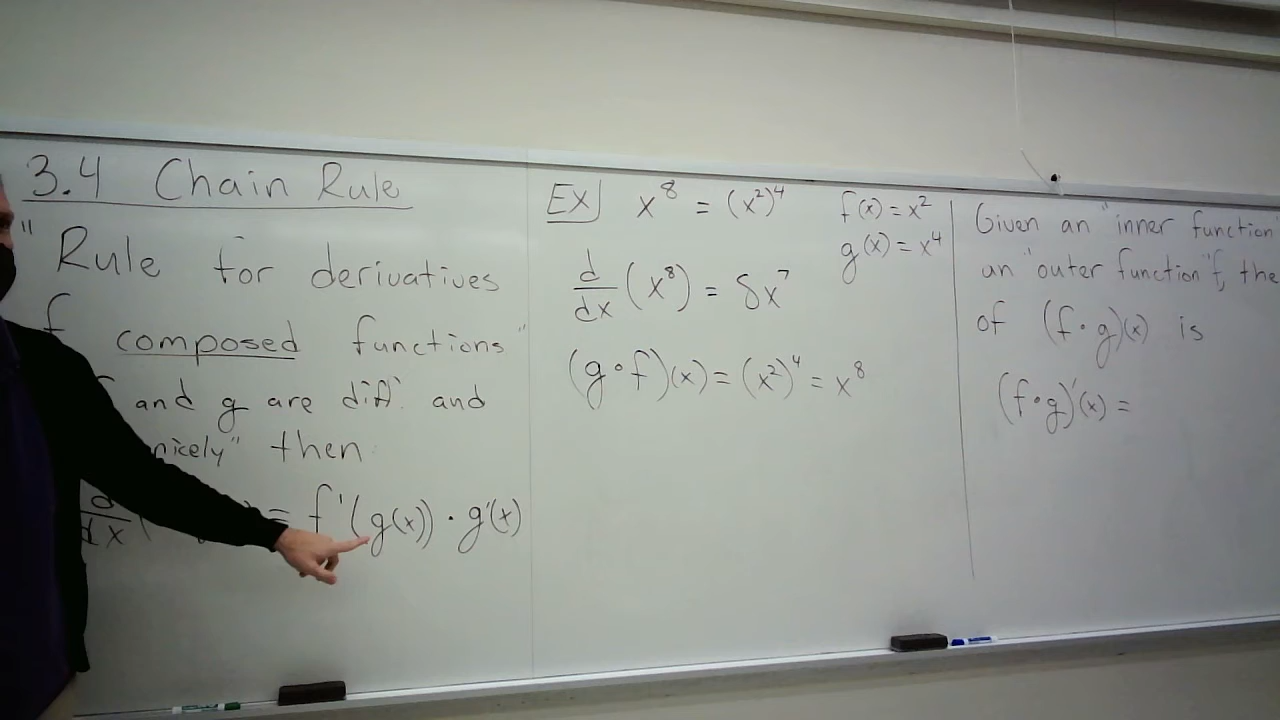 3.4 Chain Rule
"Rule for derivatives
f
composed functions"
and g are diff. and
nicely" then
d/dx ( = f'(g(x)) · g'(x)
Ex x⁸ = (x²)⁴
f(x) = x²
g(x) = x⁴
d/dx (x⁸) = 8x⁷
(g∘f)(x) = (x²)⁴ = x⁸
Given an "inner function
an "outer function" f, the
of (f∘g)(x) is
(f∘g)'(x) =